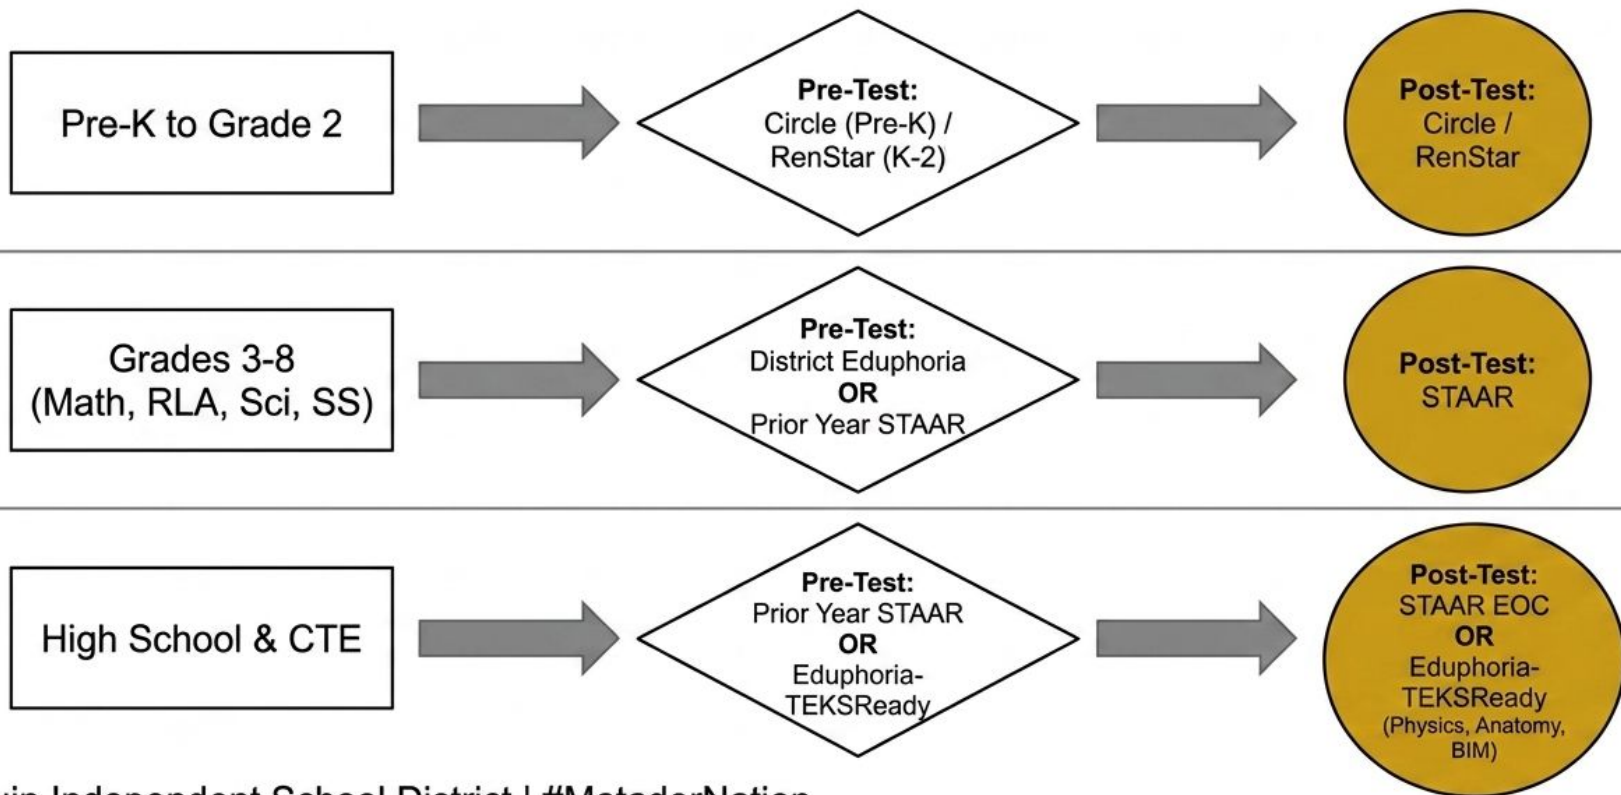 Pre-K to Grade 2
Pre-Test:
Circle (Pre-K) /
RenStar (K-2)
Post-Test:
Circle /
RenStar
Grades 3-8
(Math, RLA, Sci, SS)
Pre-Test:
District Eduphoria
OR
Prior Year STAAR
Post-Test:
STAAR
High School & CTE
Pre-Test:
Prior Year STAAR
OR
Eduphoria-
TEKSReady
Post-Test:
STAAR EOC
OR
Eduphoria-
TEKSReady
(Physics, Anatomy,
BIM)
Independent School District | #MatadorNation